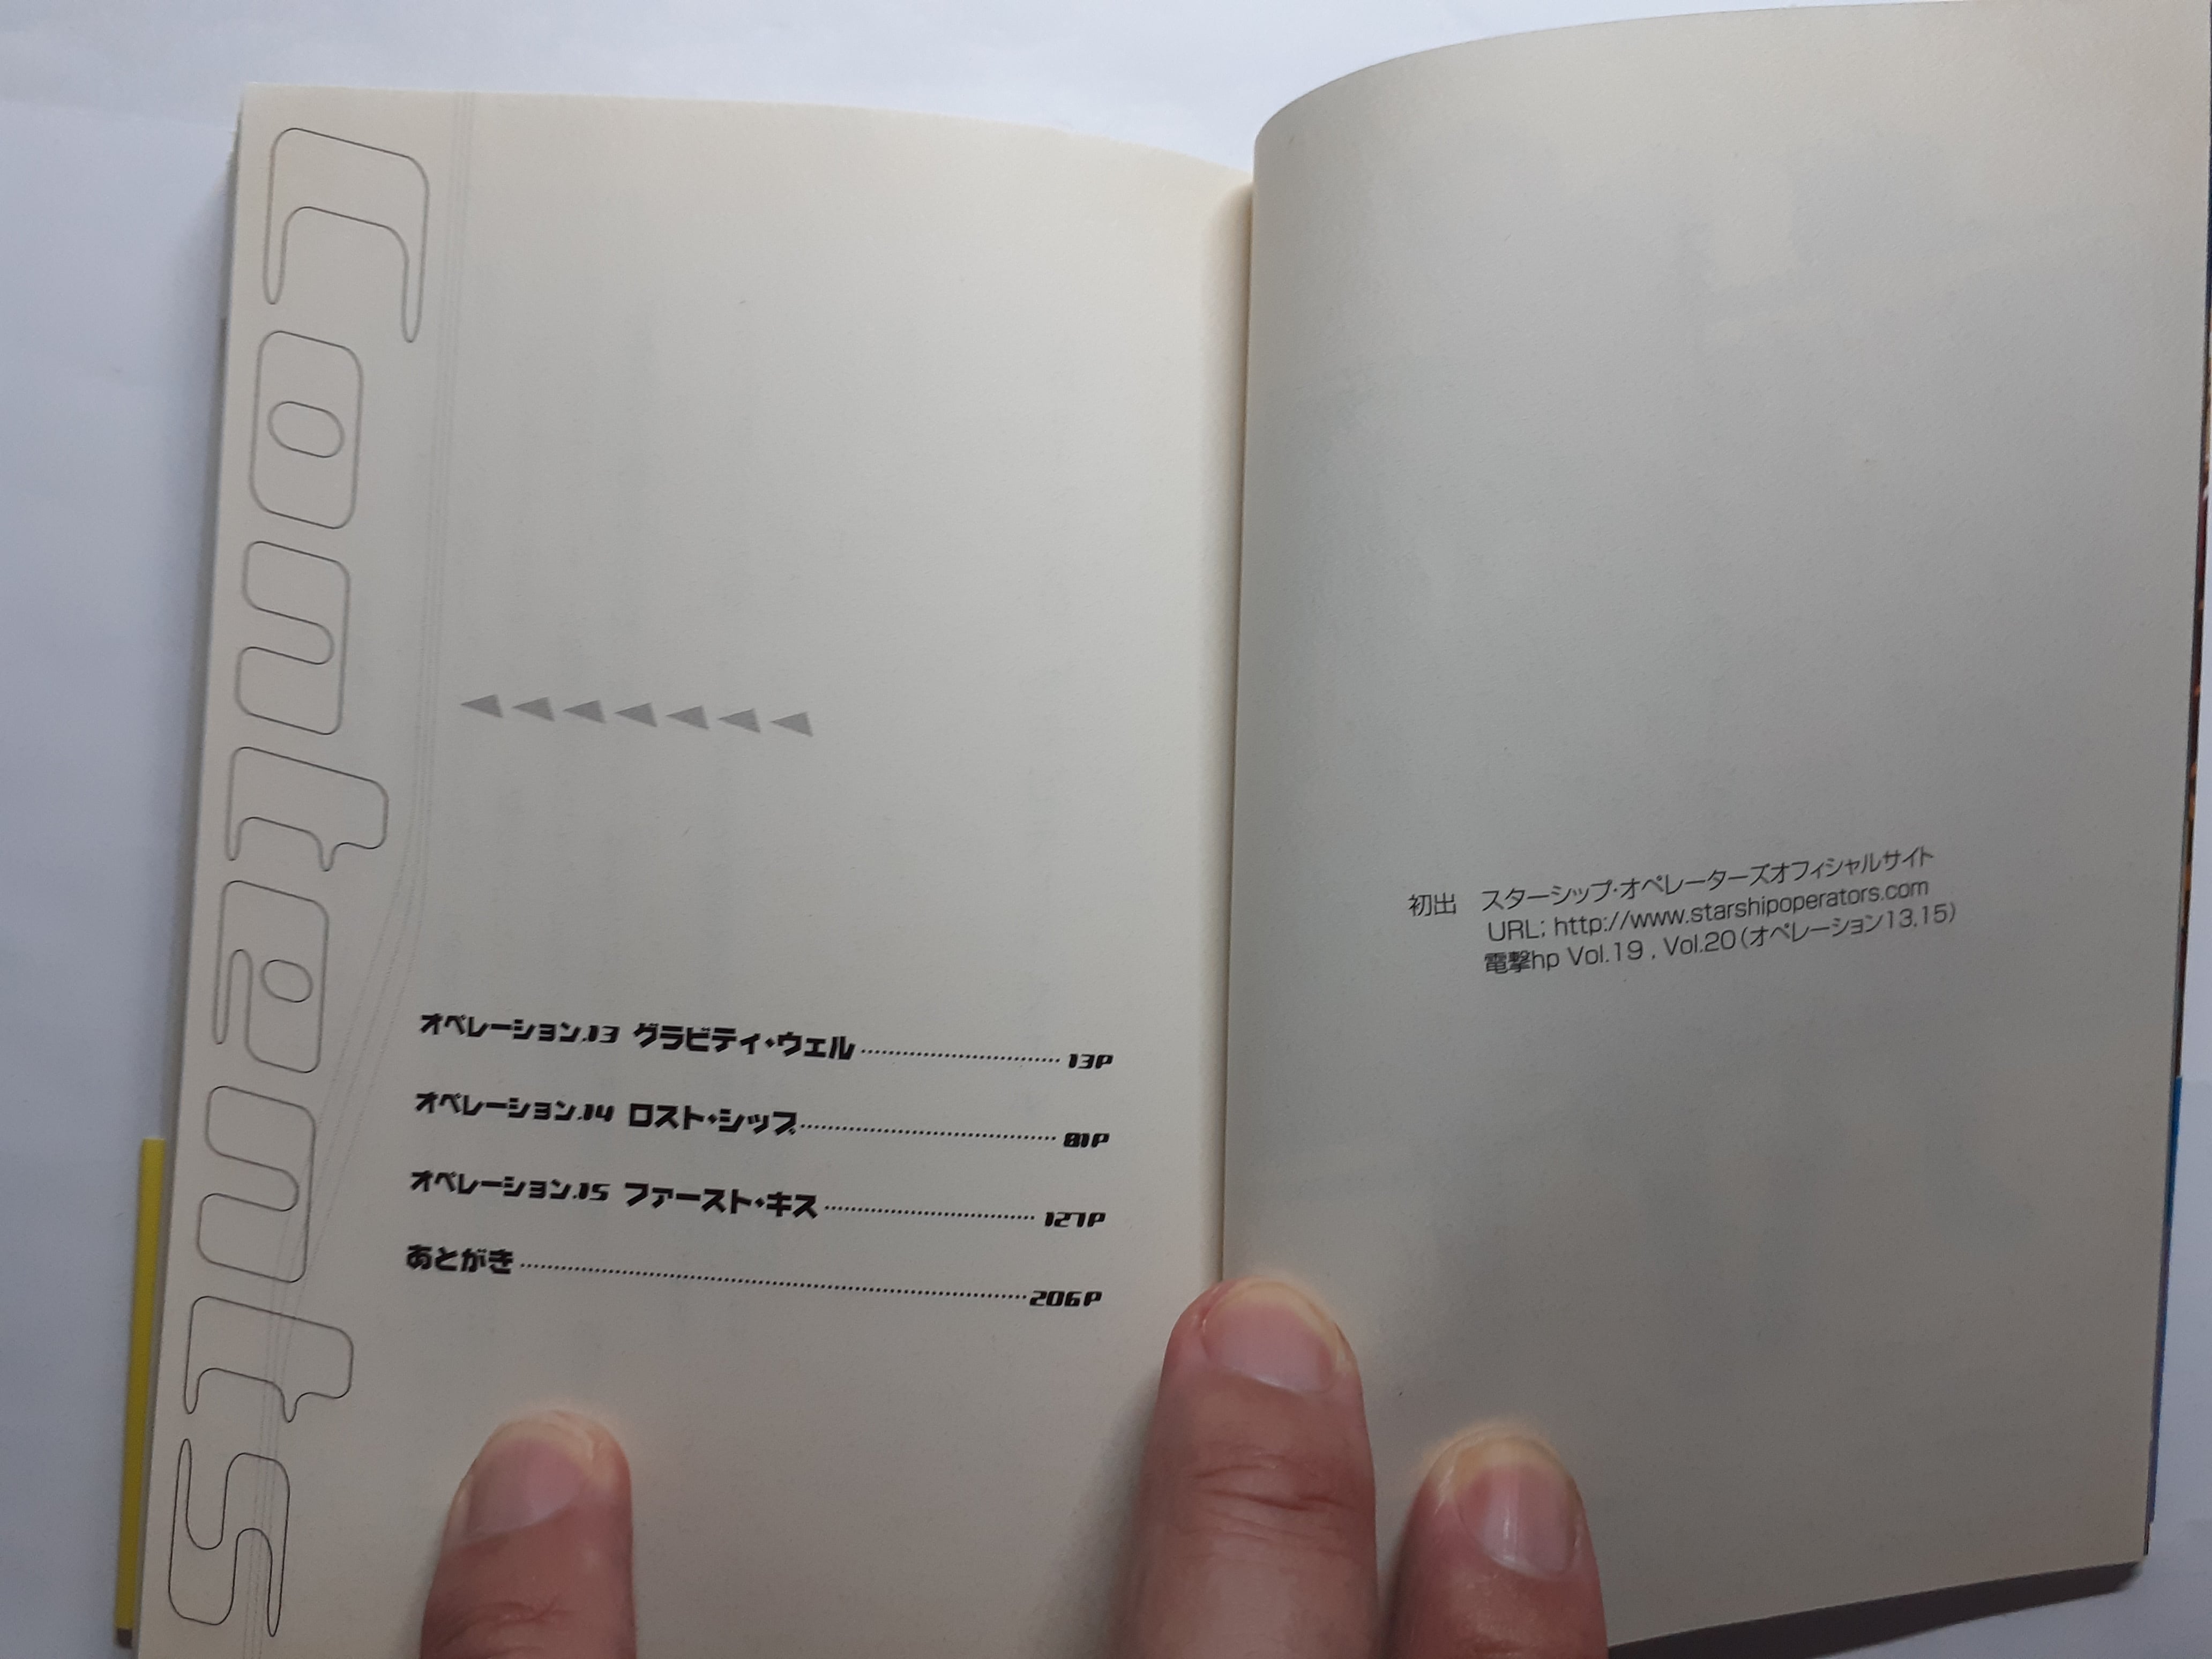 Contents
オペレーション.13 グラビティ・ウェル 13P
オペレーション.14 ロスト・シップ 81P
オペレーション.15 ファースト・キス 127P
あとがき 206P
初出 スターシップ・オペレーターズオフィシャルサイト
URL; http://www.starshipoperators.com
電撃hp Vol.19 , Vol.20(オペレーション13,15)